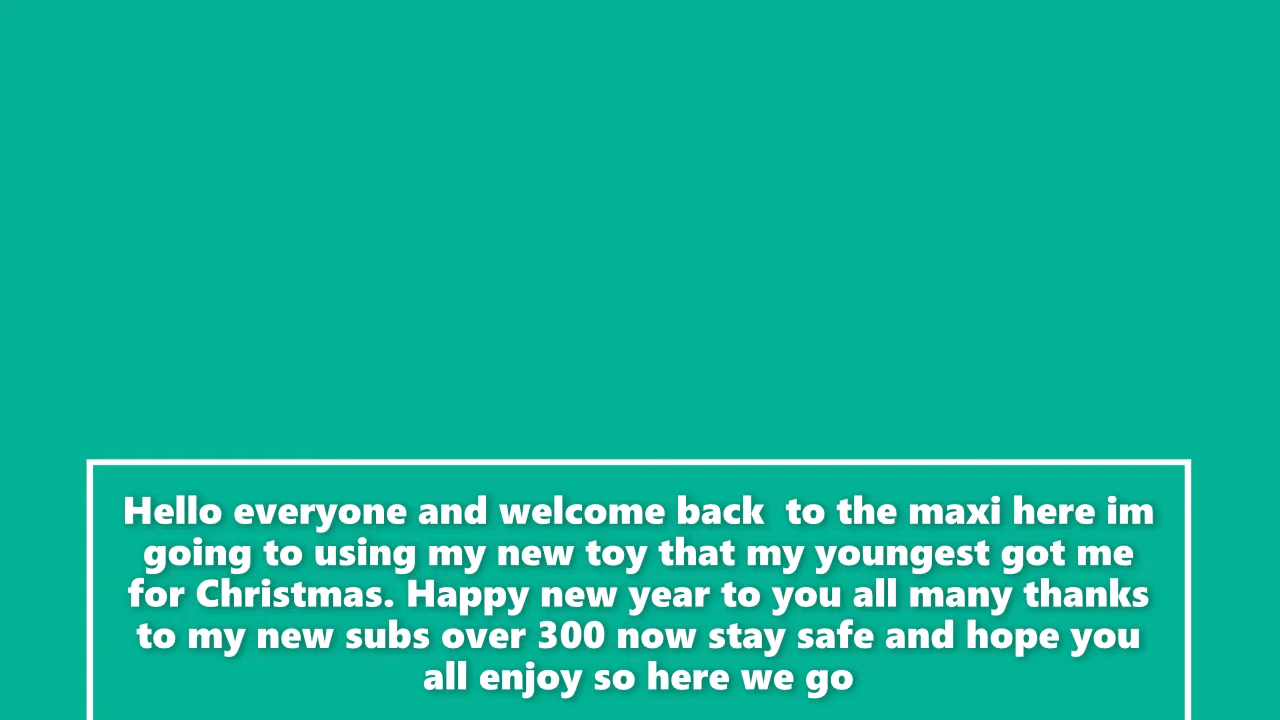 Hello everyone and welcome back  to the maxi here im
going to using my new toy that my youngest got me
for Christmas. Happy new year to you all many thanks
to my new subs over 300 now stay safe and hope you
all enjoy so here we go